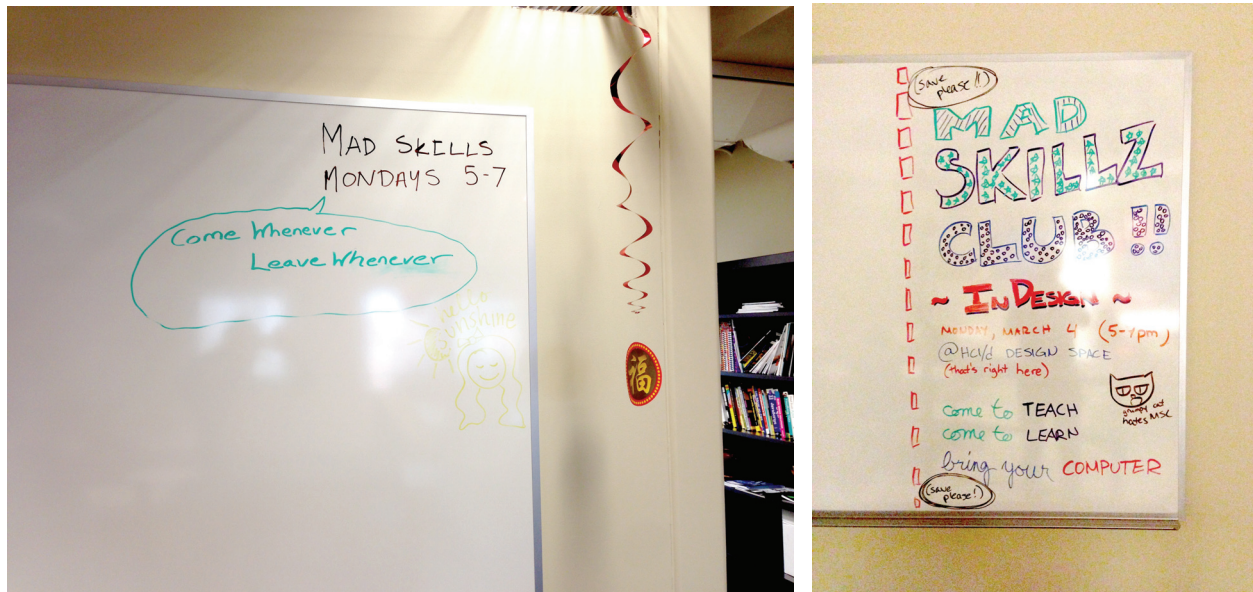 MAD SKILLS
MONDAYS 5-7
Come Whenever
Leave Whenever
hello
sunshine
福
(save
please!!)
MAD
SKILLZ
CLUB!!
~ INDESIGN ~
MONDAY, MARCH 4 (5-7pm)
@HCI/d DESIGN SPACE
(that's right here)
grumpy cat
hates MSC
come to TEACH
come to LEARN
bring your COMPUTER
(save
please!)